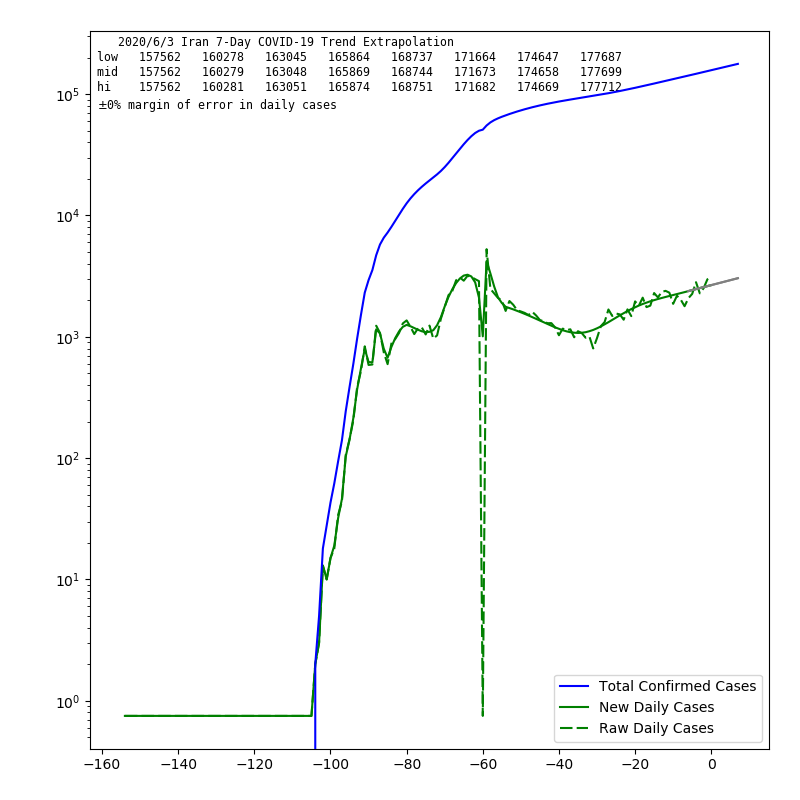 2020/6/3 Iran 7-Day COVID-19 Trend Extrapolation
low 157562 160278 163045 165864 168737 171664 174647 177687
mid 157562 160279 163048 165869 168744 171673 174658 177699
hi 157562 160281 163051 165874 168751 171682 174669 177712
±0% margin of error in daily cases
10^5
10^4
10^3
10^2
10^1
10^0
Total Confirmed Cases
New Daily Cases
Raw Daily Cases
−160 −140 −120 −100 −80 −60 −40 −20 0